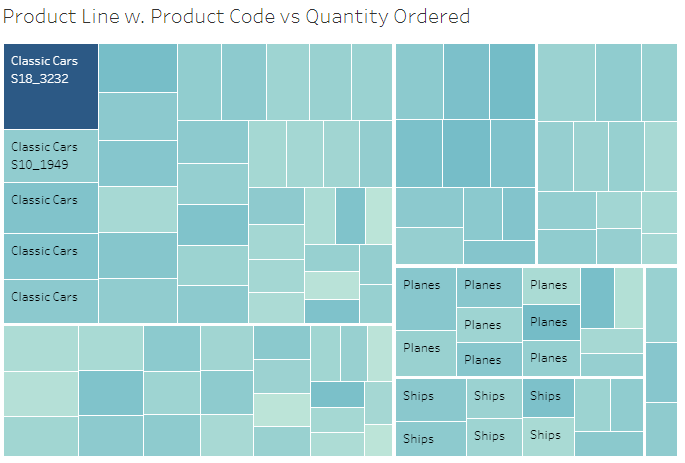 Product Line w. Product Code vs Quantity Ordered
Classic Cars
S18_3232
Classic Cars
S10_1949
Classic Cars
Classic Cars
Classic Cars
Planes
Planes
Planes
Planes
Planes
Planes
Planes
Planes
Ships
Ships
Ships
Ships
Ships
Ships